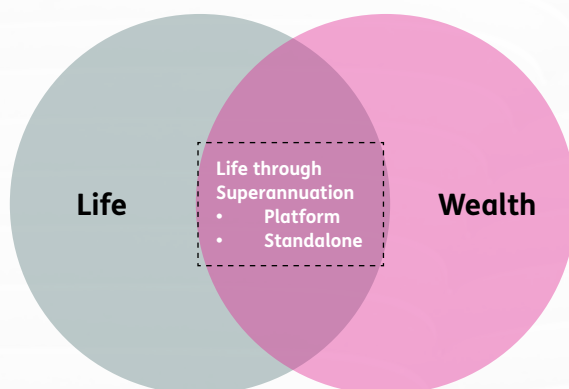 Life
Life through
Superannuation
• Platform
• Standalone
Wealth